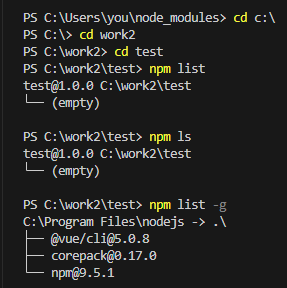 PS C:\Users\you\node_modules> cd c:\
PS C:\> cd work2
PS C:\work2> cd test
PS C:\work2\test> npm list
test@1.0.0 C:\work2\test
└── (empty)
PS C:\work2\test> npm ls
test@1.0.0 C:\work2\test
└── (empty)
PS C:\work2\test> npm list -g
C:\Program Files\nodejs -> .\
├── @vue/cli@5.0.8
├── corepack@0.17.0
└── npm@9.5.1